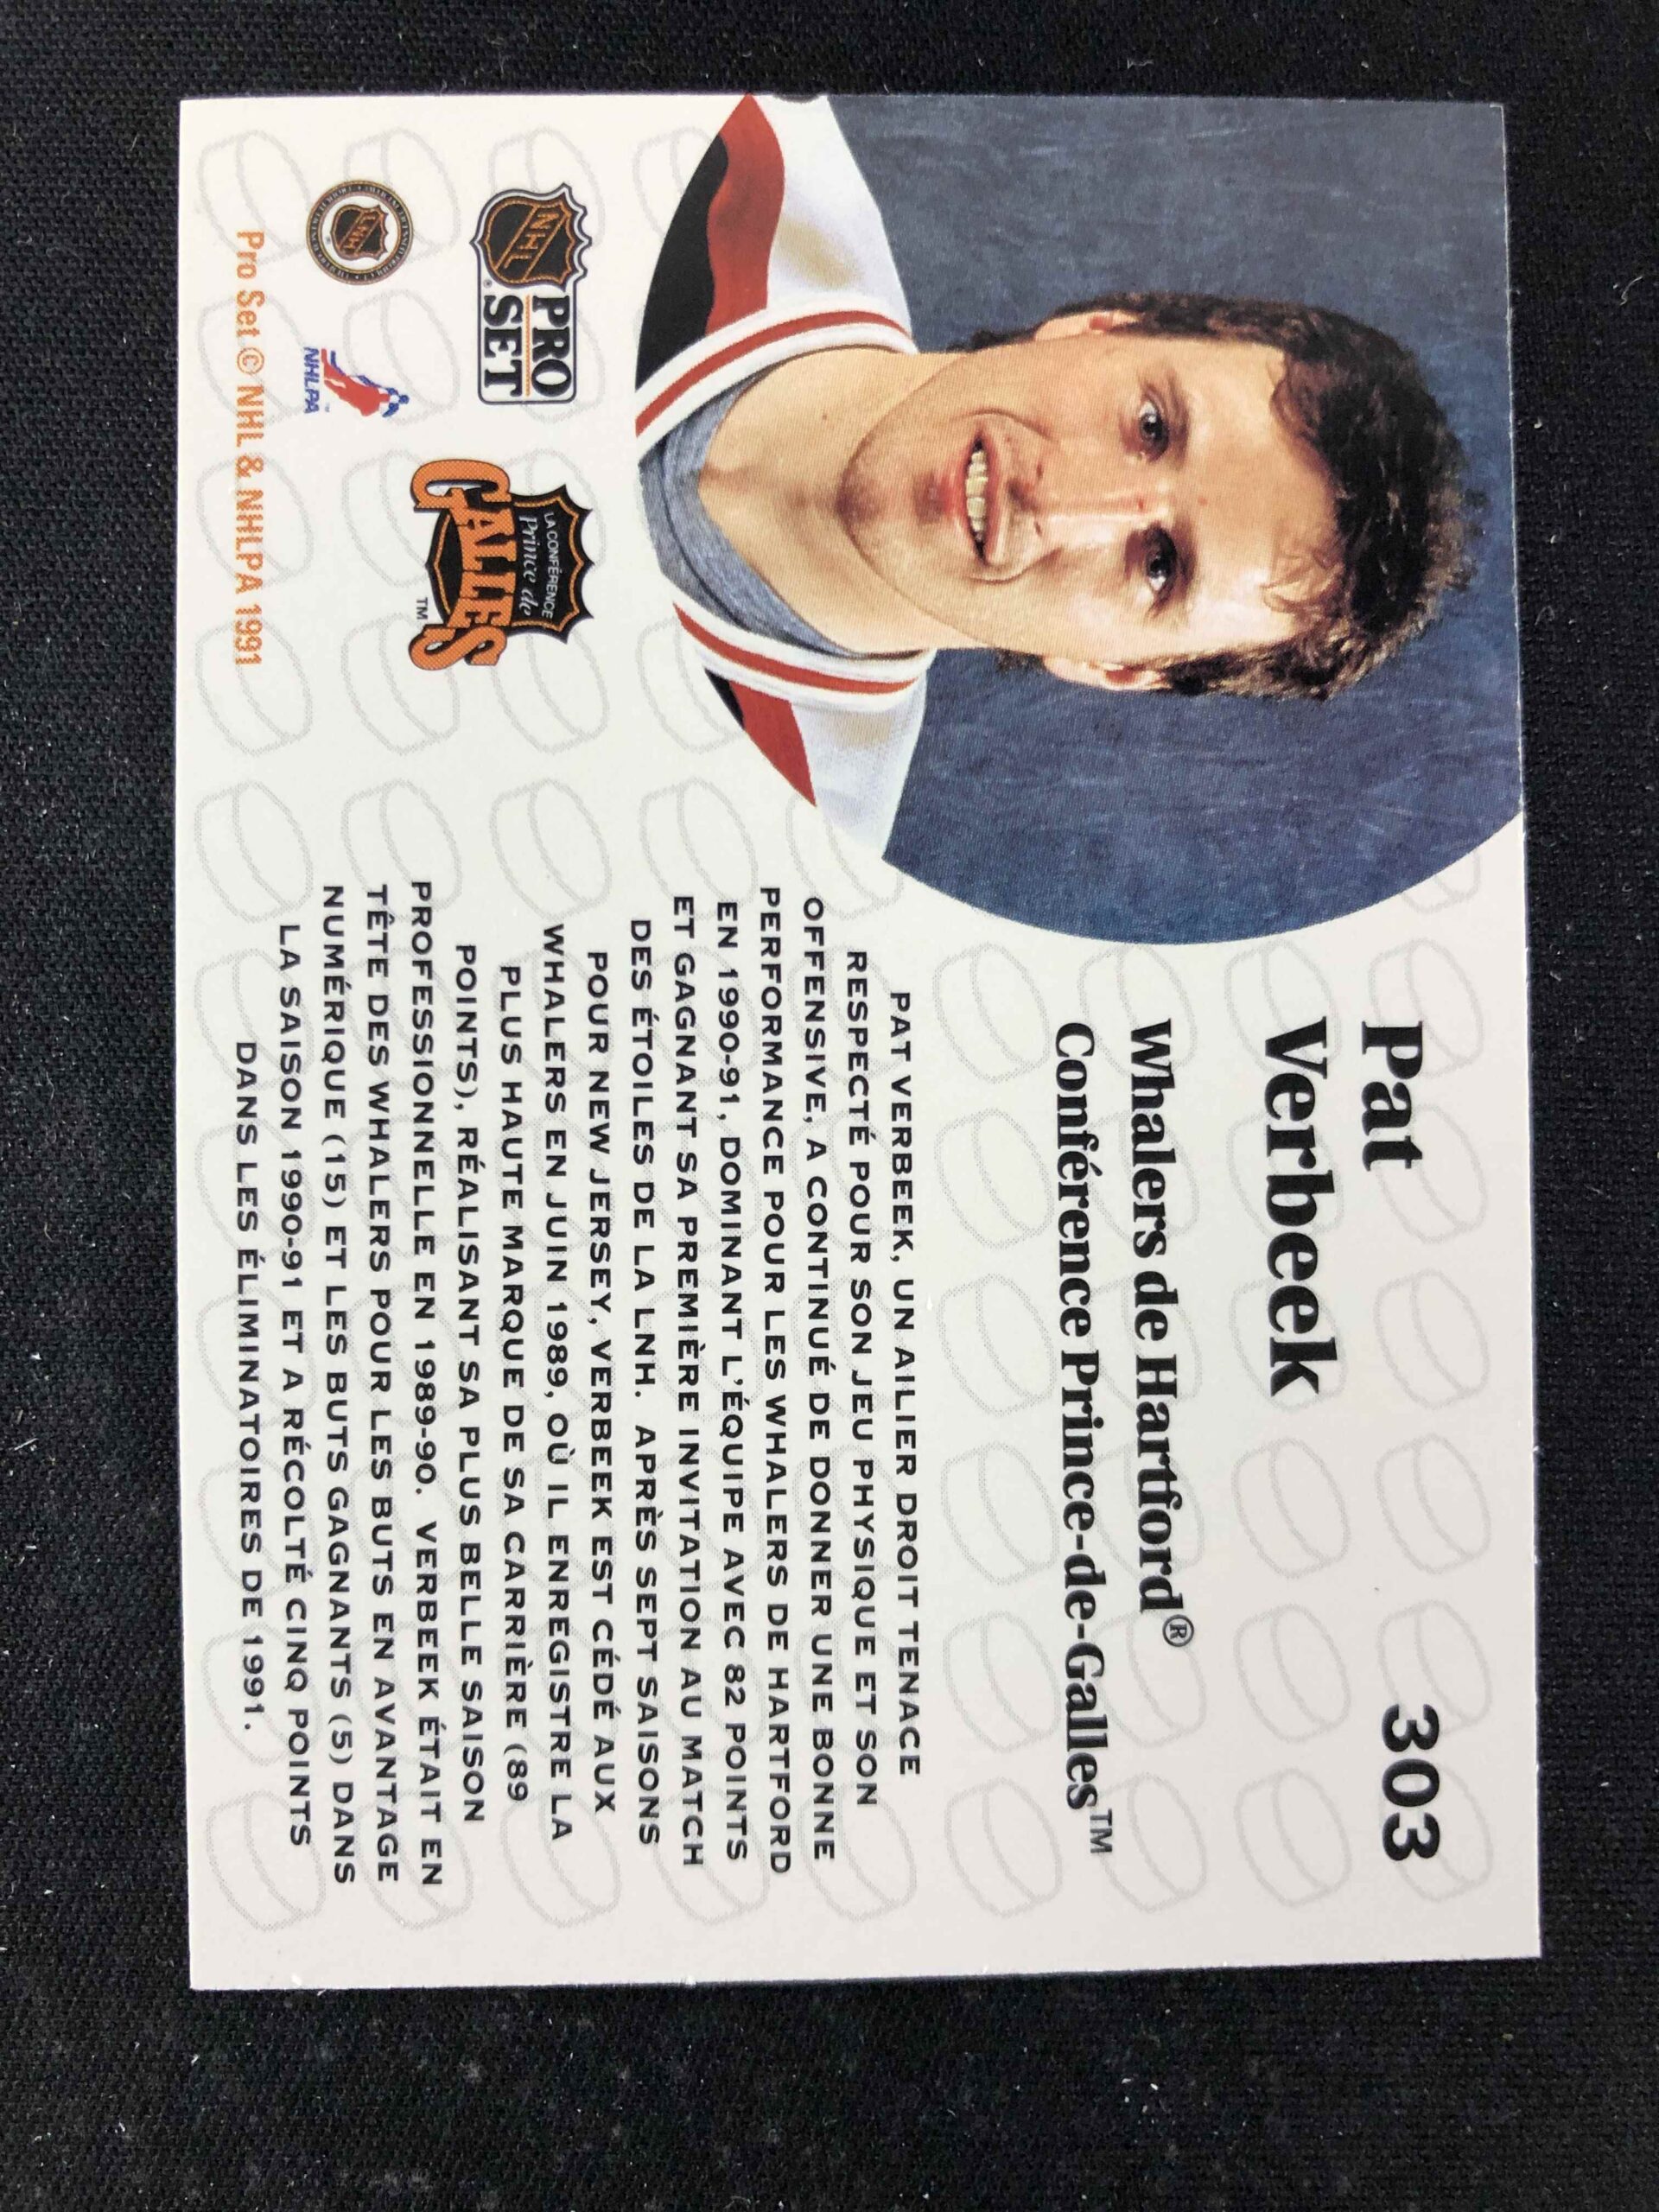 Pat
Verbeek
303
Whalers de Hartford®
Conférence Prince-de-Galles™
PAT VERBEEK, UN AILIER DROIT TENACE
RESPECTÉ POUR SON JEU PHYSIQUE ET SON
OFFENSIVE, A CONTINUÉ DE DONNER UNE BONNE
PERFORMANCE POUR LES WHALERS DE HARTFORD
EN 1990-91, DOMINANT L'ÉQUIPE AVEC 82 POINTS
ET GAGNANT SA PREMIÈRE INVITATION AU MATCH
DES ÉTOILES DE LA LNH. APRÈS SEPT SAISONS
POUR NEW JERSEY, VERBEEK EST CÉDÉ AUX
WHALERS EN JUIN 1989, OÙ IL ENREGISTRE LA
PLUS HAUTE MARQUE DE SA CARRIÈRE (89
POINTS), RÉALISANT SA PLUS BELLE SAISON
PROFESSIONNELLE EN 1989-90. VERBEEK ÉTAIT EN
TÊTE DES WHALERS POUR LES BUTS EN AVANTAGE
NUMÉRIQUE (15) ET LES BUTS GAGNANTS (5) DANS
LA SAISON 1990-91 ET A RÉCOLTÉ CINQ POINTS
DANS LES ÉLIMINATOIRES DE 1991.
NHL
PRO
SET
LA CONFÉRENCE
Prince de
GALLES™
NHL
NHLPA
Pro Set © NHL & NHLPA 1991